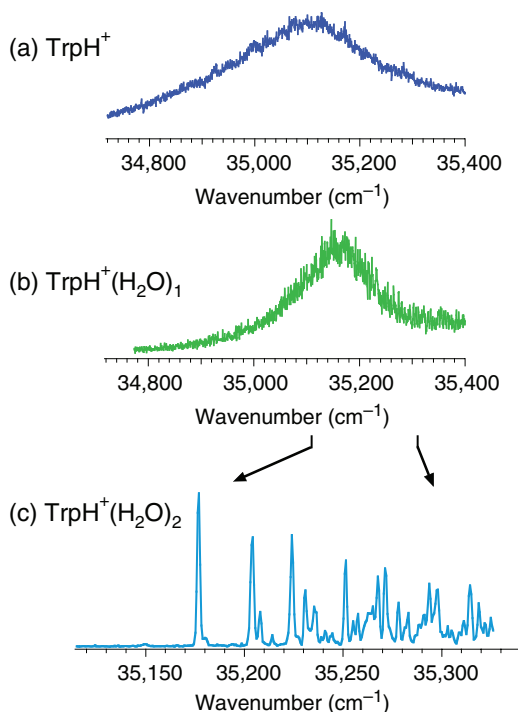 (a) TrpH⁺
34,800 35,000 35,200 35,400
Wavenumber (cm⁻¹)
(b) TrpH⁺(H₂O)₁
34,800 35,000 35,200 35,400
Wavenumber (cm⁻¹)
(c) TrpH⁺(H₂O)₂
35,150 35,200 35,250 35,300
Wavenumber (cm⁻¹)